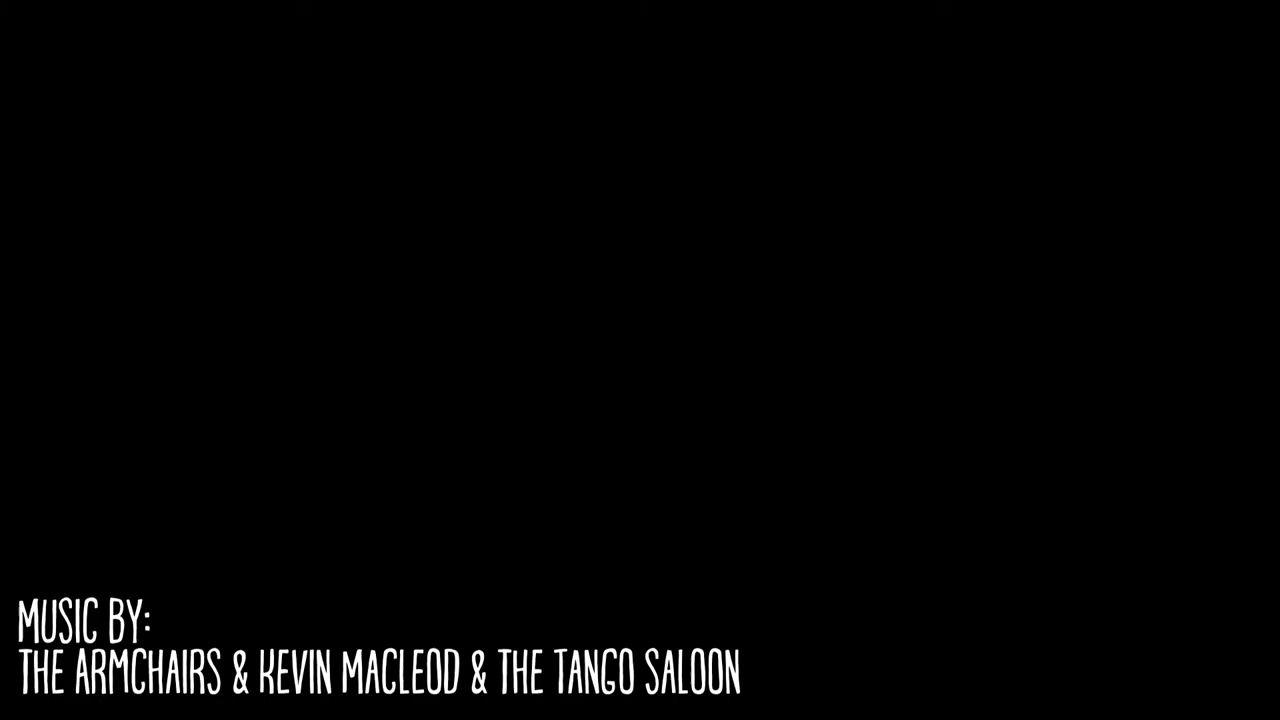 MUSIC BY:
THE ARMCHAIRS & KEVIN MACLEOD & THE TANGO SALOON